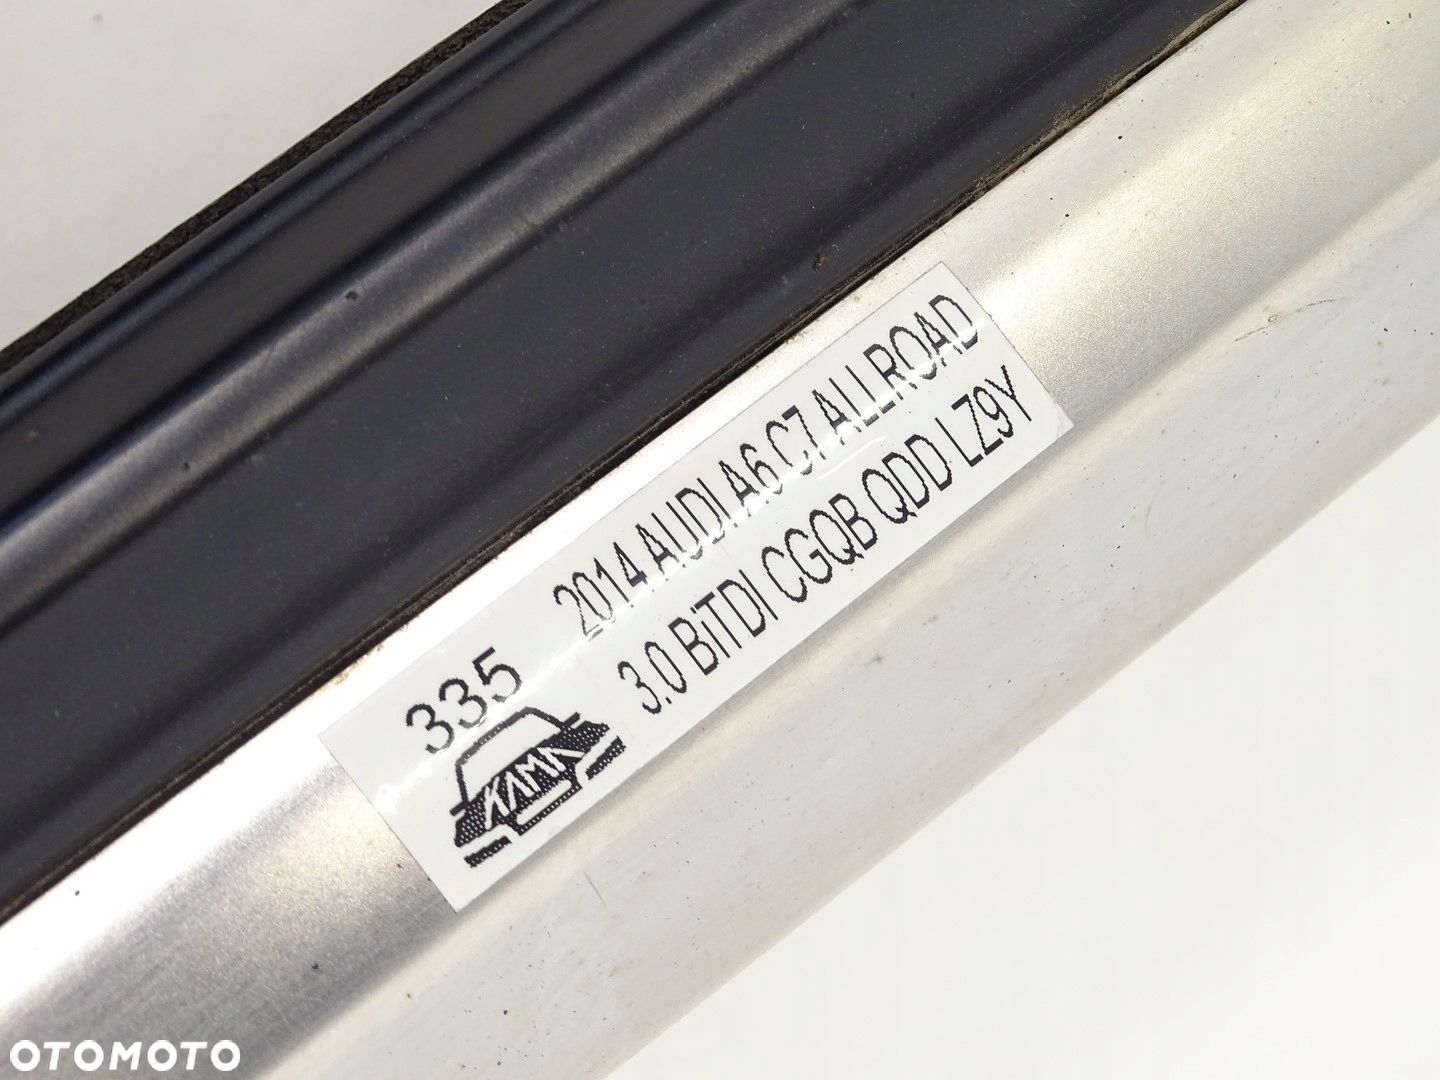 335
KAMA
2014 AUDI A6 C7 ALLROAD
3.0 BiTDI CGQB QDD LZ9Y
OTOMOTO